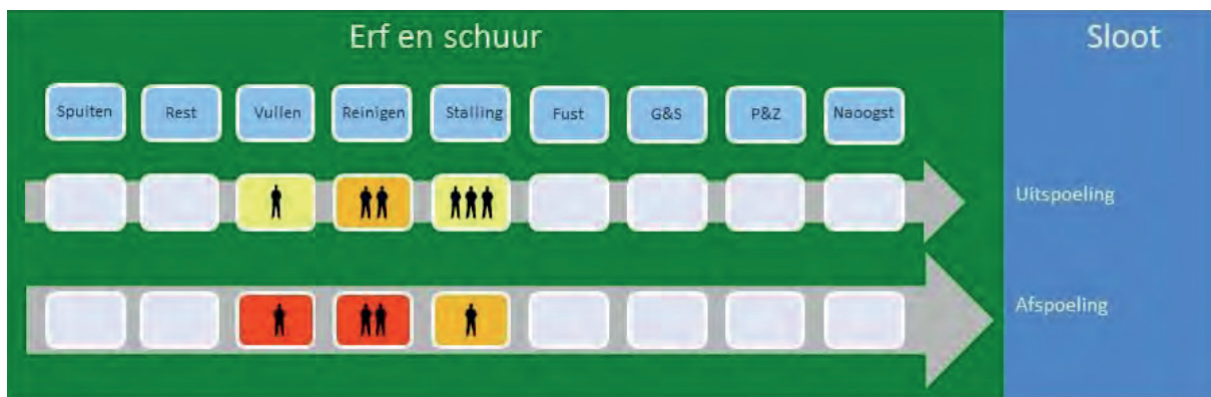 Erf en schuur
Sloot
Spuiten
Rest
Vullen
Reinigen
Stalling
Fust
G&S
P&Z
Naoogst
Uitspoeling
Afspoeling